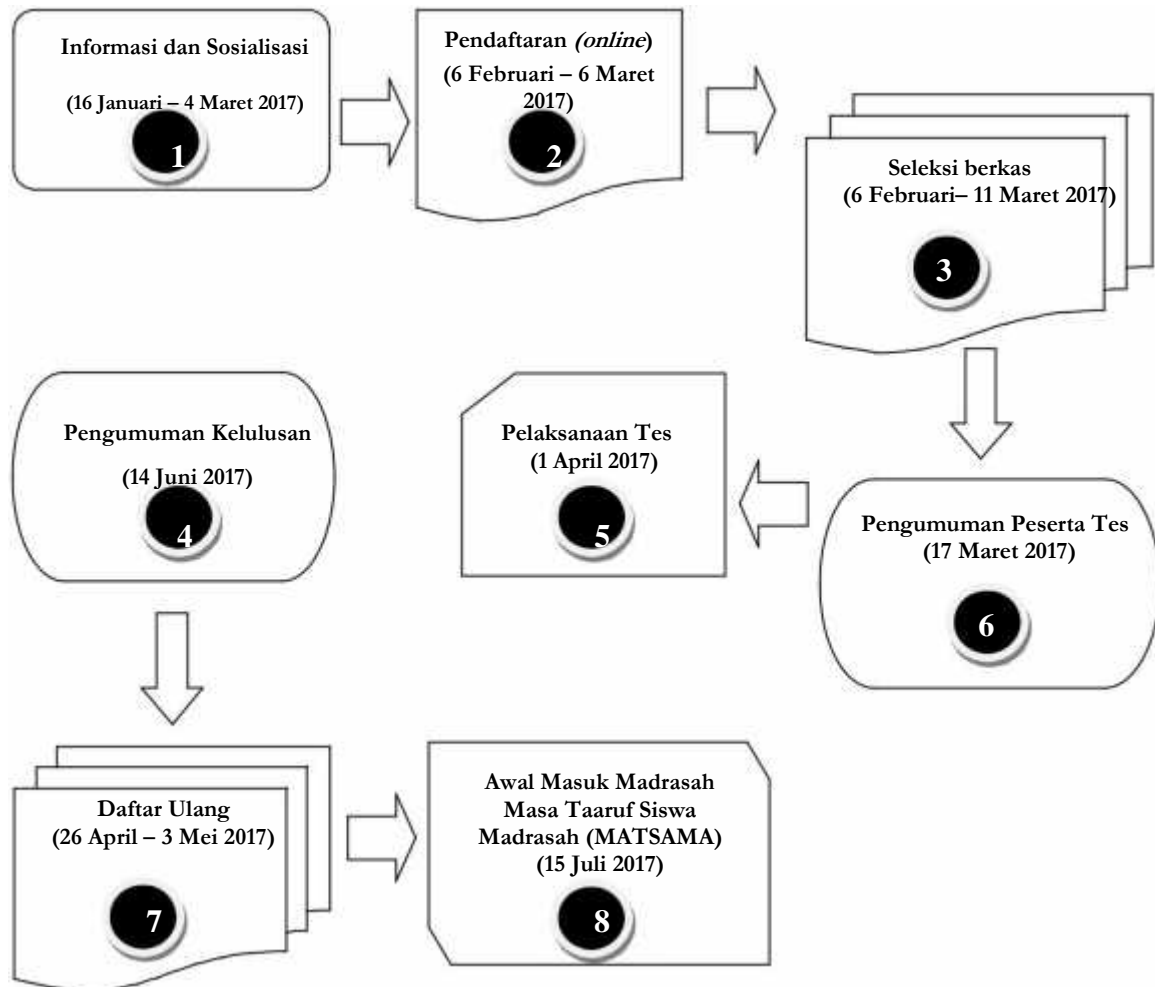 Informasi dan Sosialisasi
(16 Januari – 4 Maret 2017)
1
Pendaftaran (online)
(6 Februari – 6 Maret
2017)
2
Seleksi berkas
(6 Februari– 11 Maret 2017)
3
Pengumuman Kelulusan
(14 Juni 2017)
4
Pelaksanaan Tes
(1 April 2017)
5
Pengumuman Peserta Tes
(17 Maret 2017)
6
Daftar Ulang
(26 April – 3 Mei 2017)
7
Awal Masuk Madrasah
Masa Taaruf Siswa
Madrasah (MATSAMA)
(15 Juli 2017)
8